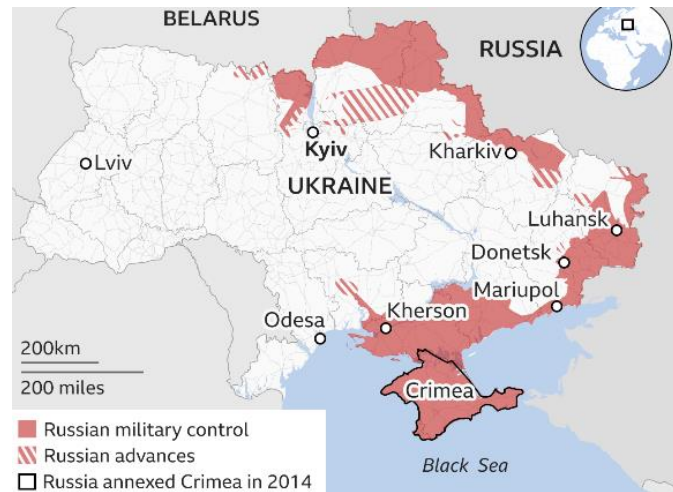 BELARUS
RUSSIA
Kyiv
Lviv
Kharkiv
UKRAINE
Luhansk
Donetsk
Mariupol
Kherson
Odesa
200km
200 miles
Crimea
Russian military control
Russian advances
Black Sea
Russia annexed Crimea in 2014